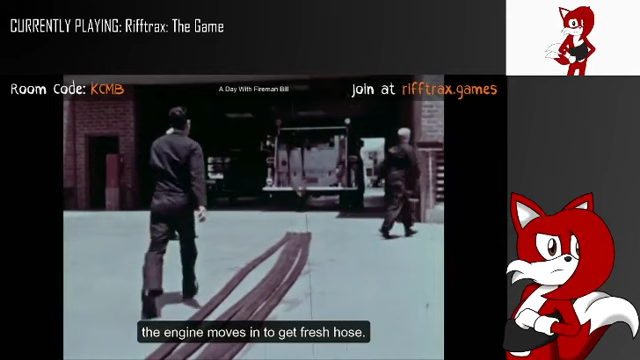 CURRENTLY PLAYING: Rifftrax: The Game
Room Code: KCMB
A Day With Fireman Bill
join at rifftrax.games
the engine moves in to get fresh hose.